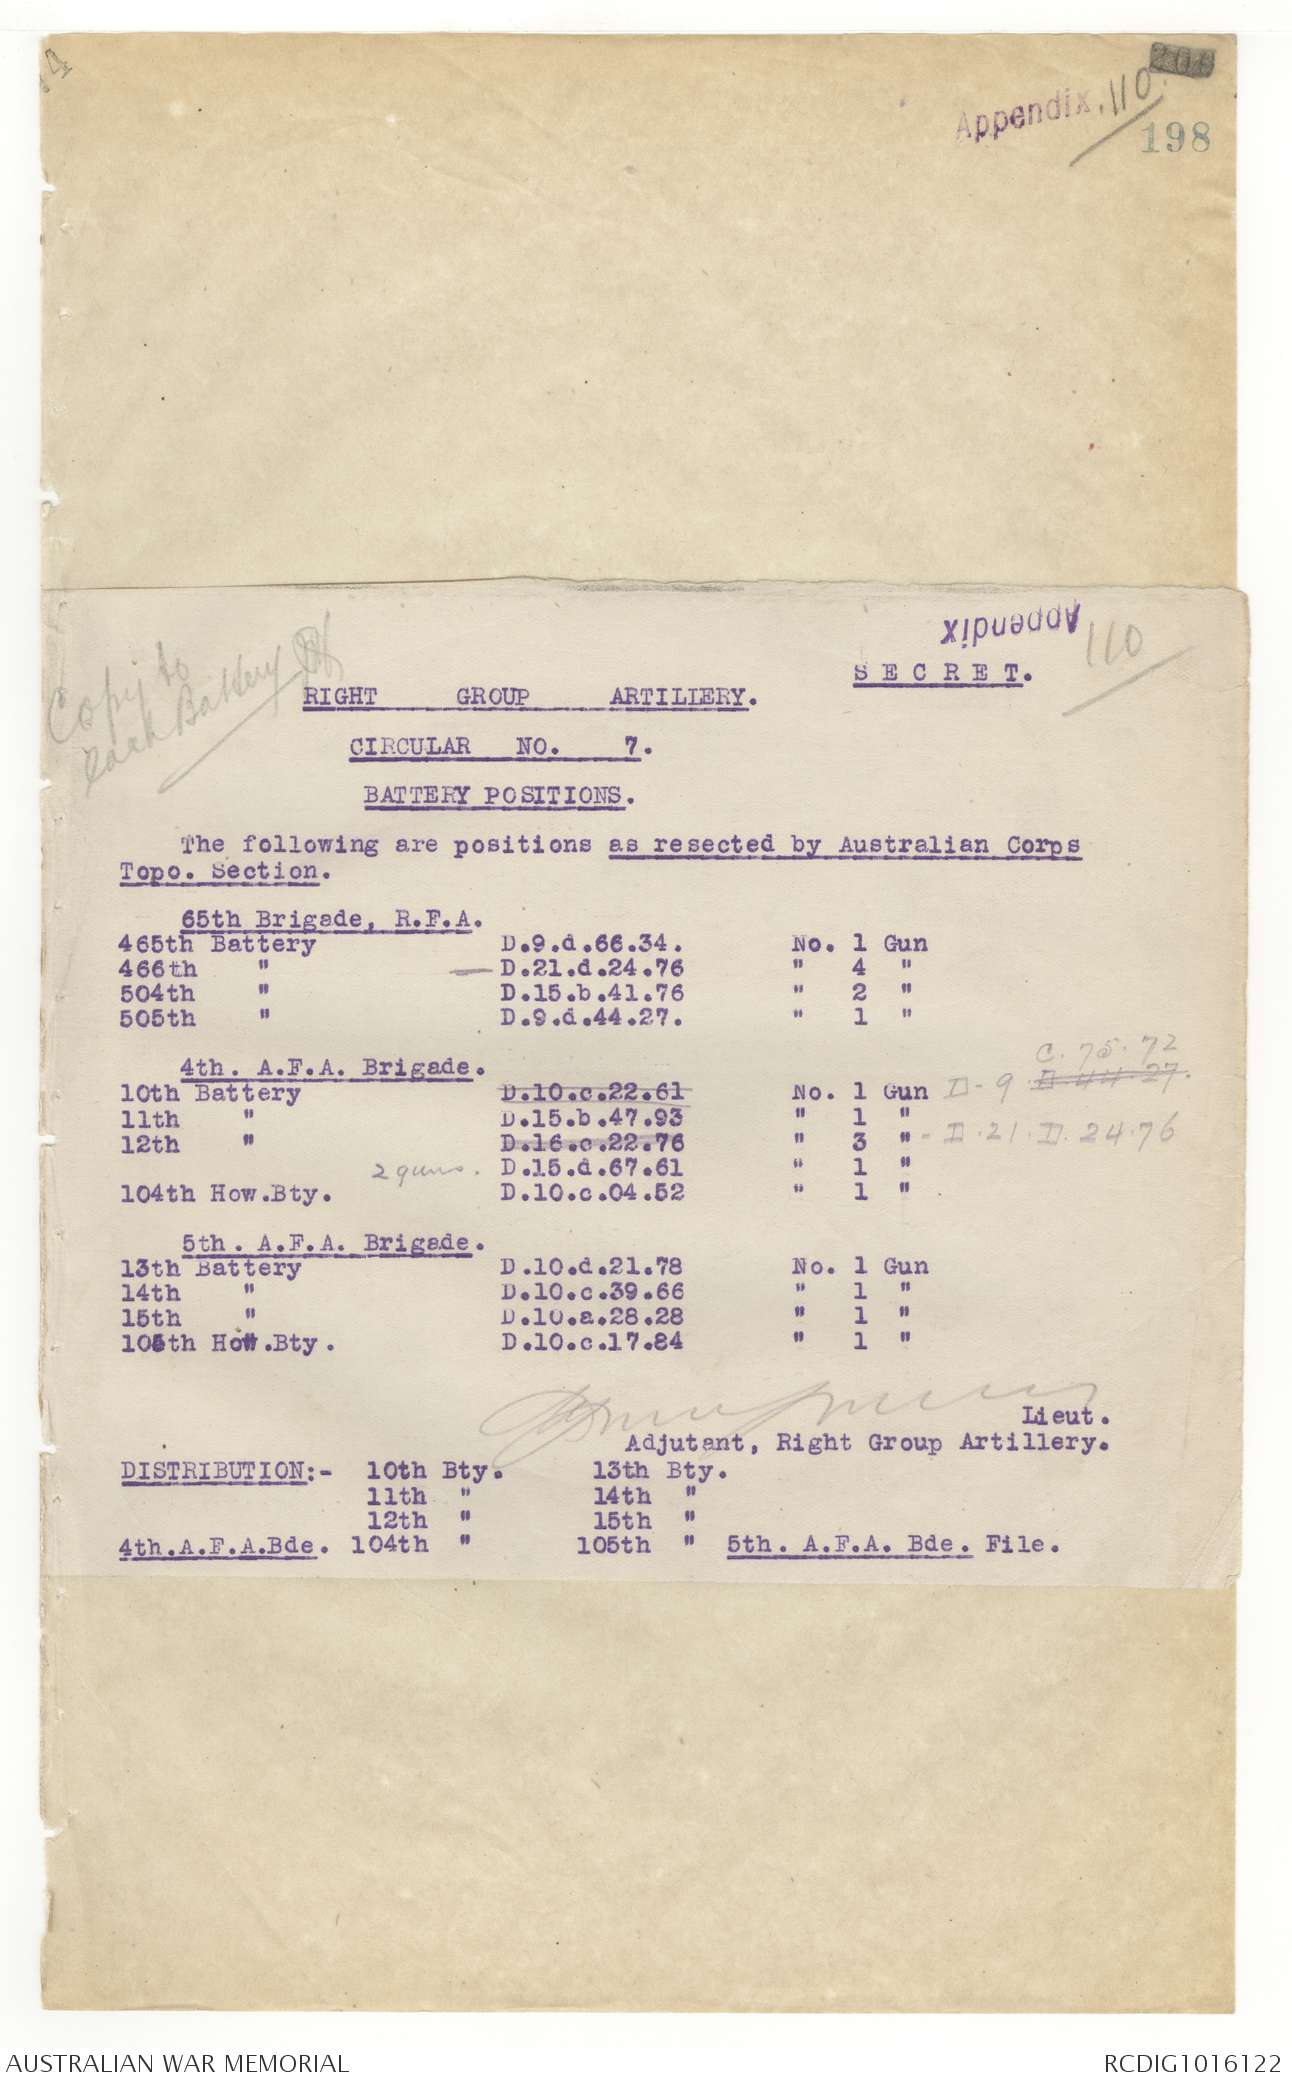 Appendix. 110.
198
Appendix 110
S E C R E T.
Copy to
each Battery
RIGHT GROUP ARTILLERY.
CIRCULAR NO. 7.
BATTERY POSITIONS.
The following are positions as resected by Australian Corps
Topo. Section.
65th Brigade, R.F.A.
465th Battery D.9.d.66.34. No. 1 Gun
466th " — D.21.d.24.76 " 4 "
504th " D.15.b.41.76 " 2 "
505th " D.9.d.44.27. " 1 "
C. 75. 72
4th. A.F.A. Brigade.
10th Battery D.10.c.22.61 No. 1 Gun D-9 D.44.27.
11th " D.15.b.47.93 " 1 "
12th " D.16.c.22.76 " 3 " - D.21.D.24.76
2 guns. D.15.d.67.61 " 1 "
104th How.Bty. D.10.c.04.52 " 1 "
5th. A.F.A. Brigade.
13th Battery D.10.d.21.78 No. 1 Gun
14th " D.10.c.39.66 " 1 "
15th " D.10.a.28.28 " 1 "
105th How.Bty. D.10.c.17.84 " 1 "
Lieut.
Adjutant, Right Group Artillery.
DISTRIBUTION:- 10th Bty. 13th Bty.
11th " 14th "
12th " 15th "
4th.A.F.A.Bde. 104th " 105th " 5th. A.F.A. Bde. File.
AUSTRALIAN WAR MEMORIAL RCDIG1016122